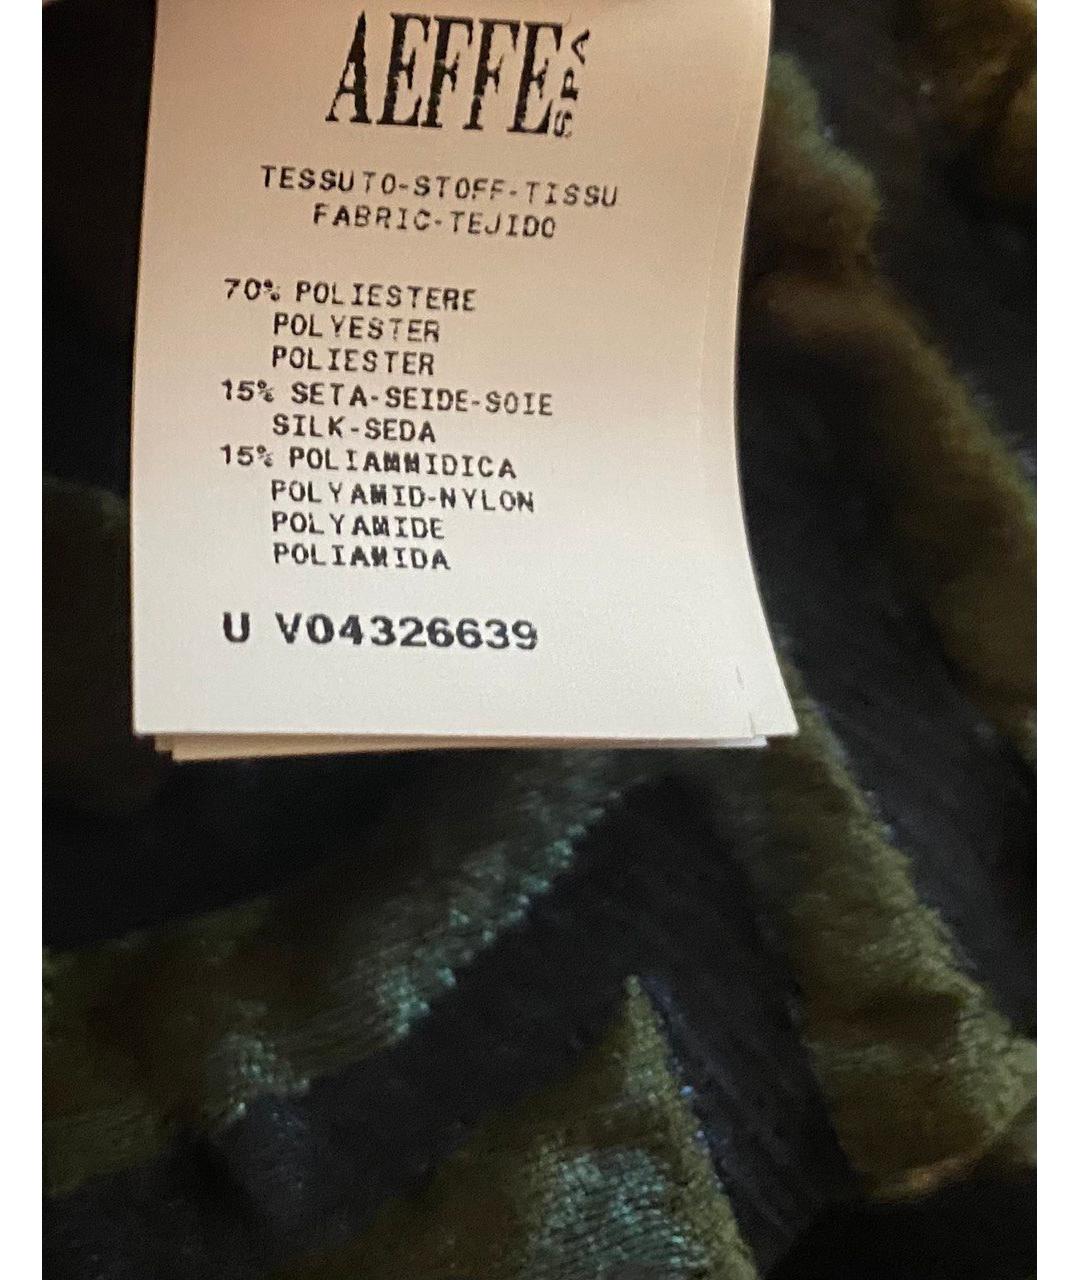 AEFFE SPA
TESSUTO-STOFF-TISSU
FABRIC-TEJIDO
70% POLIESTERE
POLYESTER
POLIESTER
15% SETA-SEIDE-SOIE
SILK-SEDA
15% POLIAMMIDICA
POLYAMID-NYLON
POLYAMIDE
POLIAMIDA
U V04326639